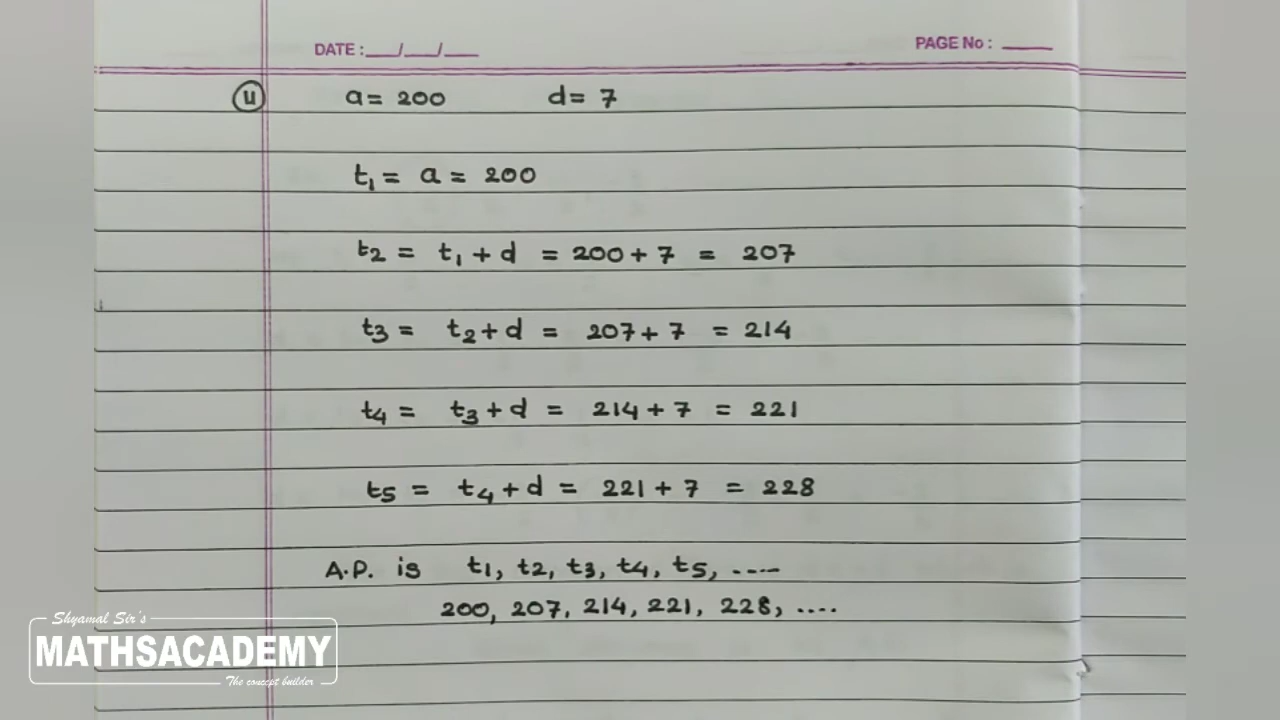 DATE :___/___/___
PAGE No : _____
4 a = 200 d = 7
t₁ = a = 200
t₂ = t₁ + d = 200 + 7 = 207
t₃ = t₂ + d = 207 + 7 = 214
t₄ = t₃ + d = 214 + 7 = 221
t₅ = t₄ + d = 221 + 7 = 228
A.P. is t₁, t₂, t₃, t₄, t₅, ....
200, 207, 214, 221, 228, ....
Shyamal Sir's
MATHSACADEMY
The concept builder